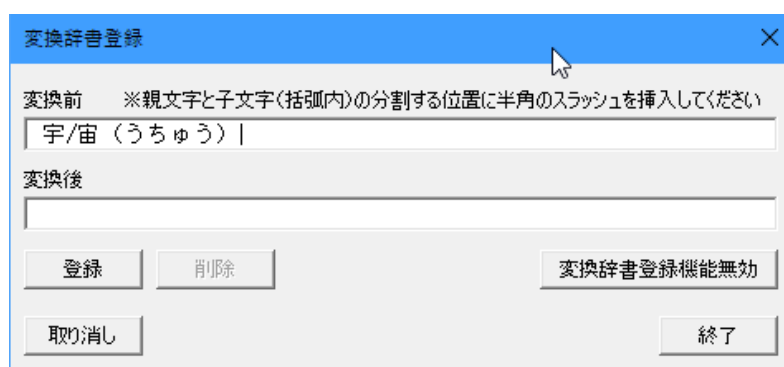 変換辞書登録
変換前　※親文字と子文字(括弧内)の分割する位置に半角のスラッシュを挿入してください
宇/宙（うちゅう）
変換後
登録　削除　変換辞書登録機能無効
取り消し　終了